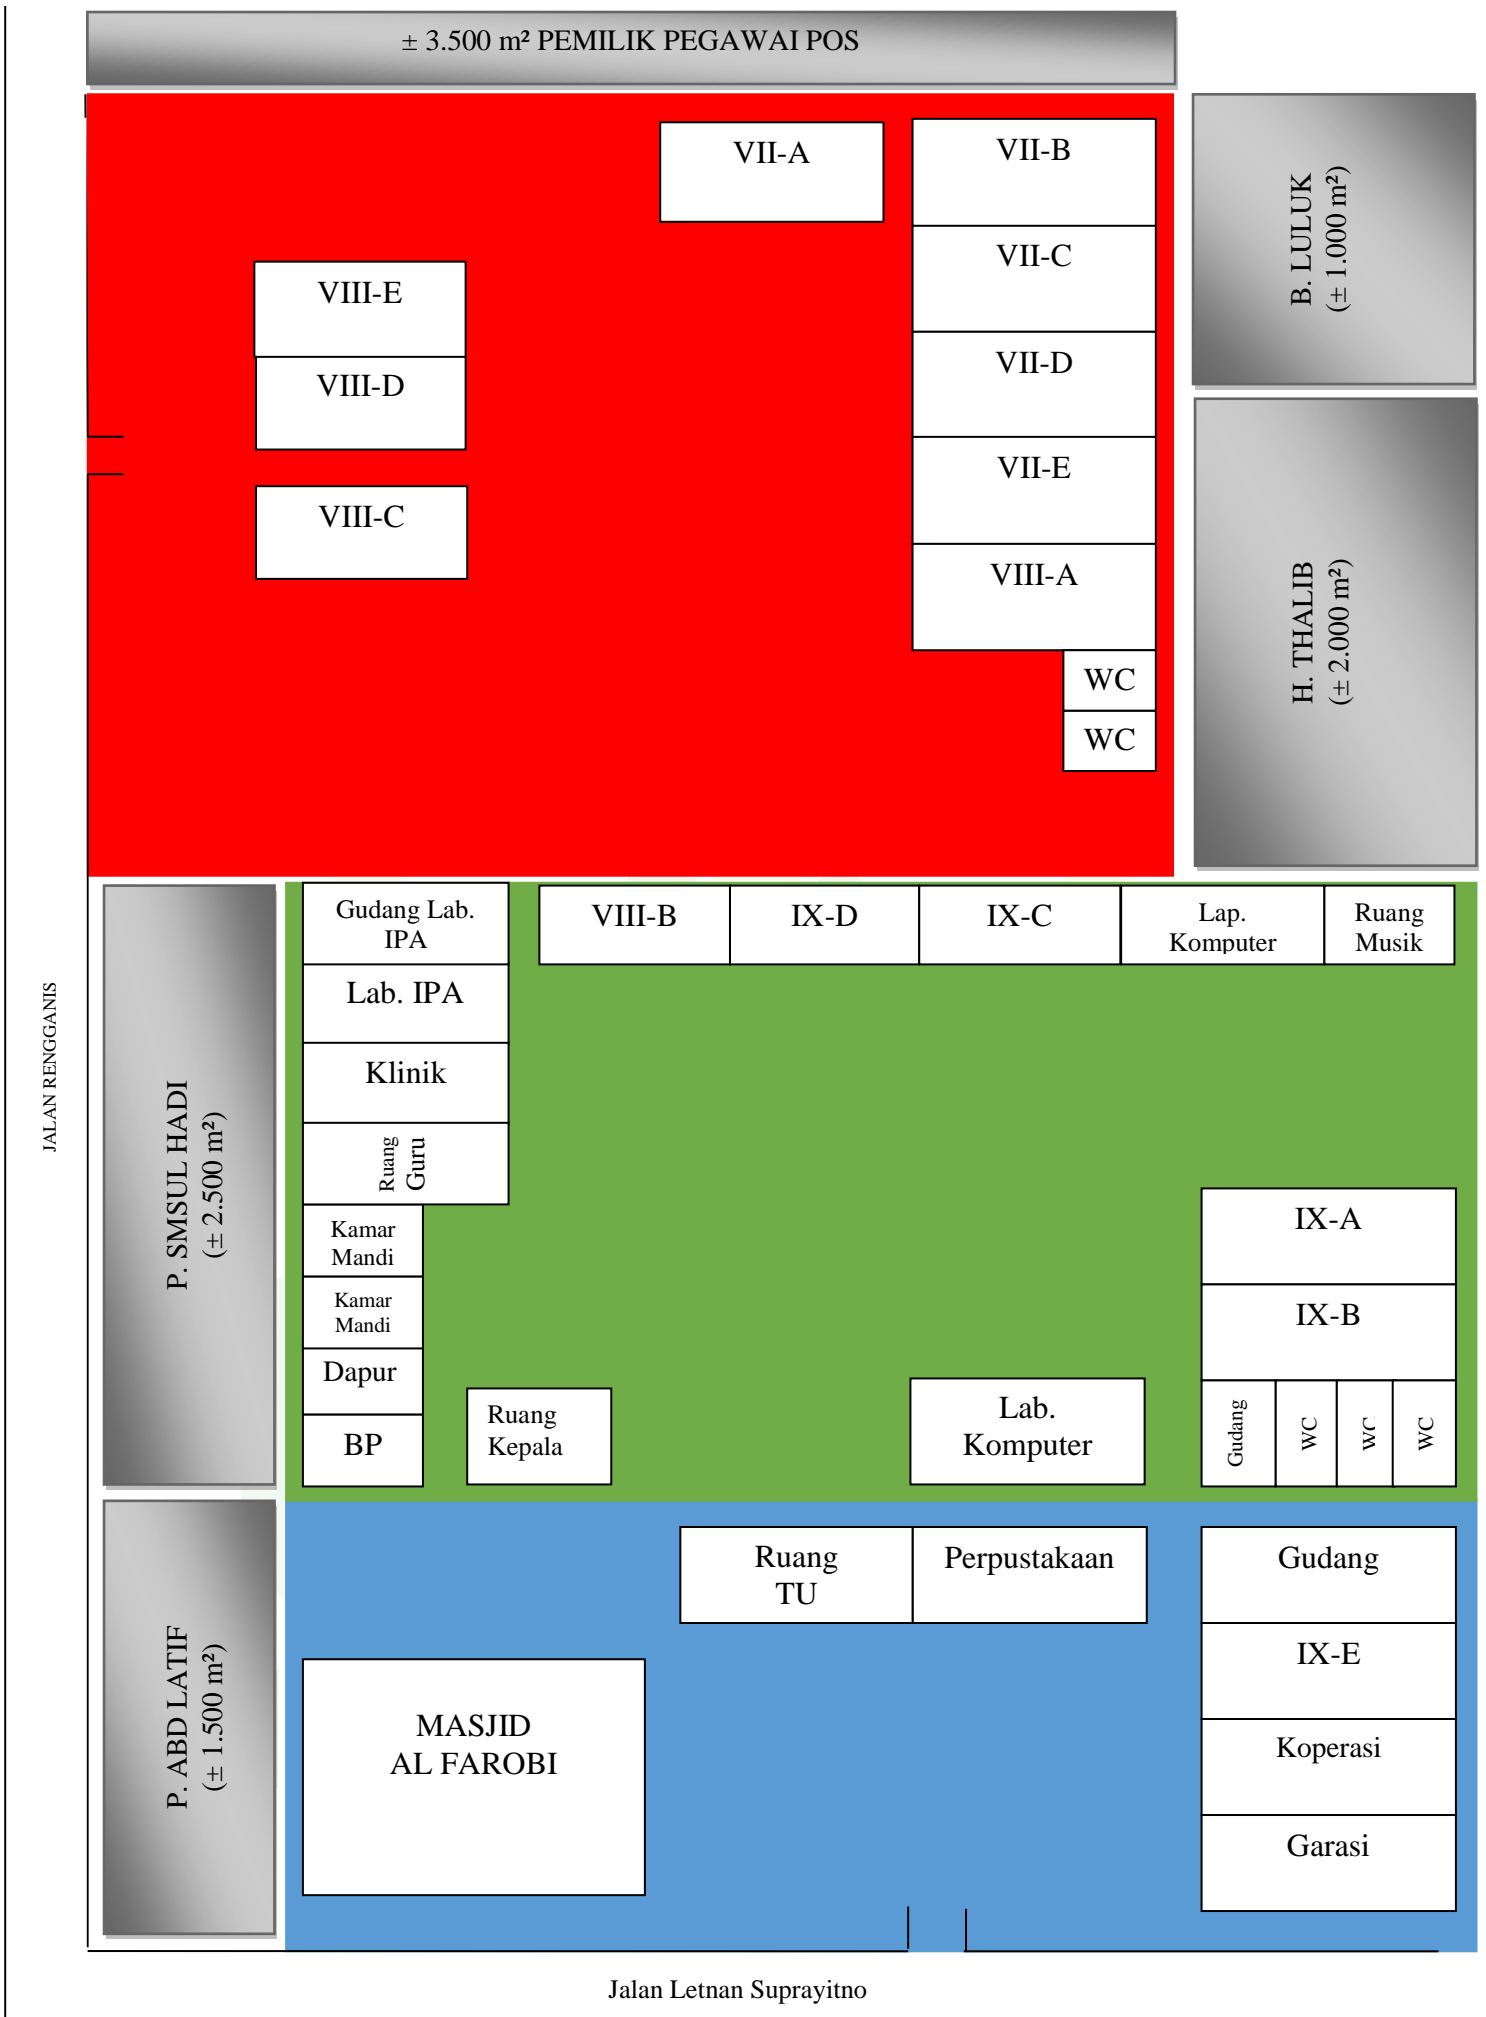 ± 3.500 m² PEMILIK PEGAWAI POS
VII-A
VII-B
B. LULUK
(± 1.000 m²)
VII-C
VIII-E
VII-D
VIII-D
VII-E
VIII-C
VIII-A
H. THALIB
(± 2.000 m²)
WC
WC
Gudang Lab.
IPA
VIII-B
IX-D
IX-C
Lap.
Komputer
Ruang
Musik
Lab. IPA
Klinik
Ruang
Guru
JALAN RENGGANIS
P. SMSUL HADI
(± 2.500 m²)
Kamar
Mandi
IX-A
Kamar
Mandi
IX-B
Dapur
BP
Ruang
Kepala
Lab.
Komputer
Gudang
WC
WC
WC
Ruang
TU
Perpustakaan
Gudang
P. ABD LATIF
(± 1.500 m²)
IX-E
MASJID
AL FAROBI
Koperasi
Garasi
Jalan Letnan Suprayitno